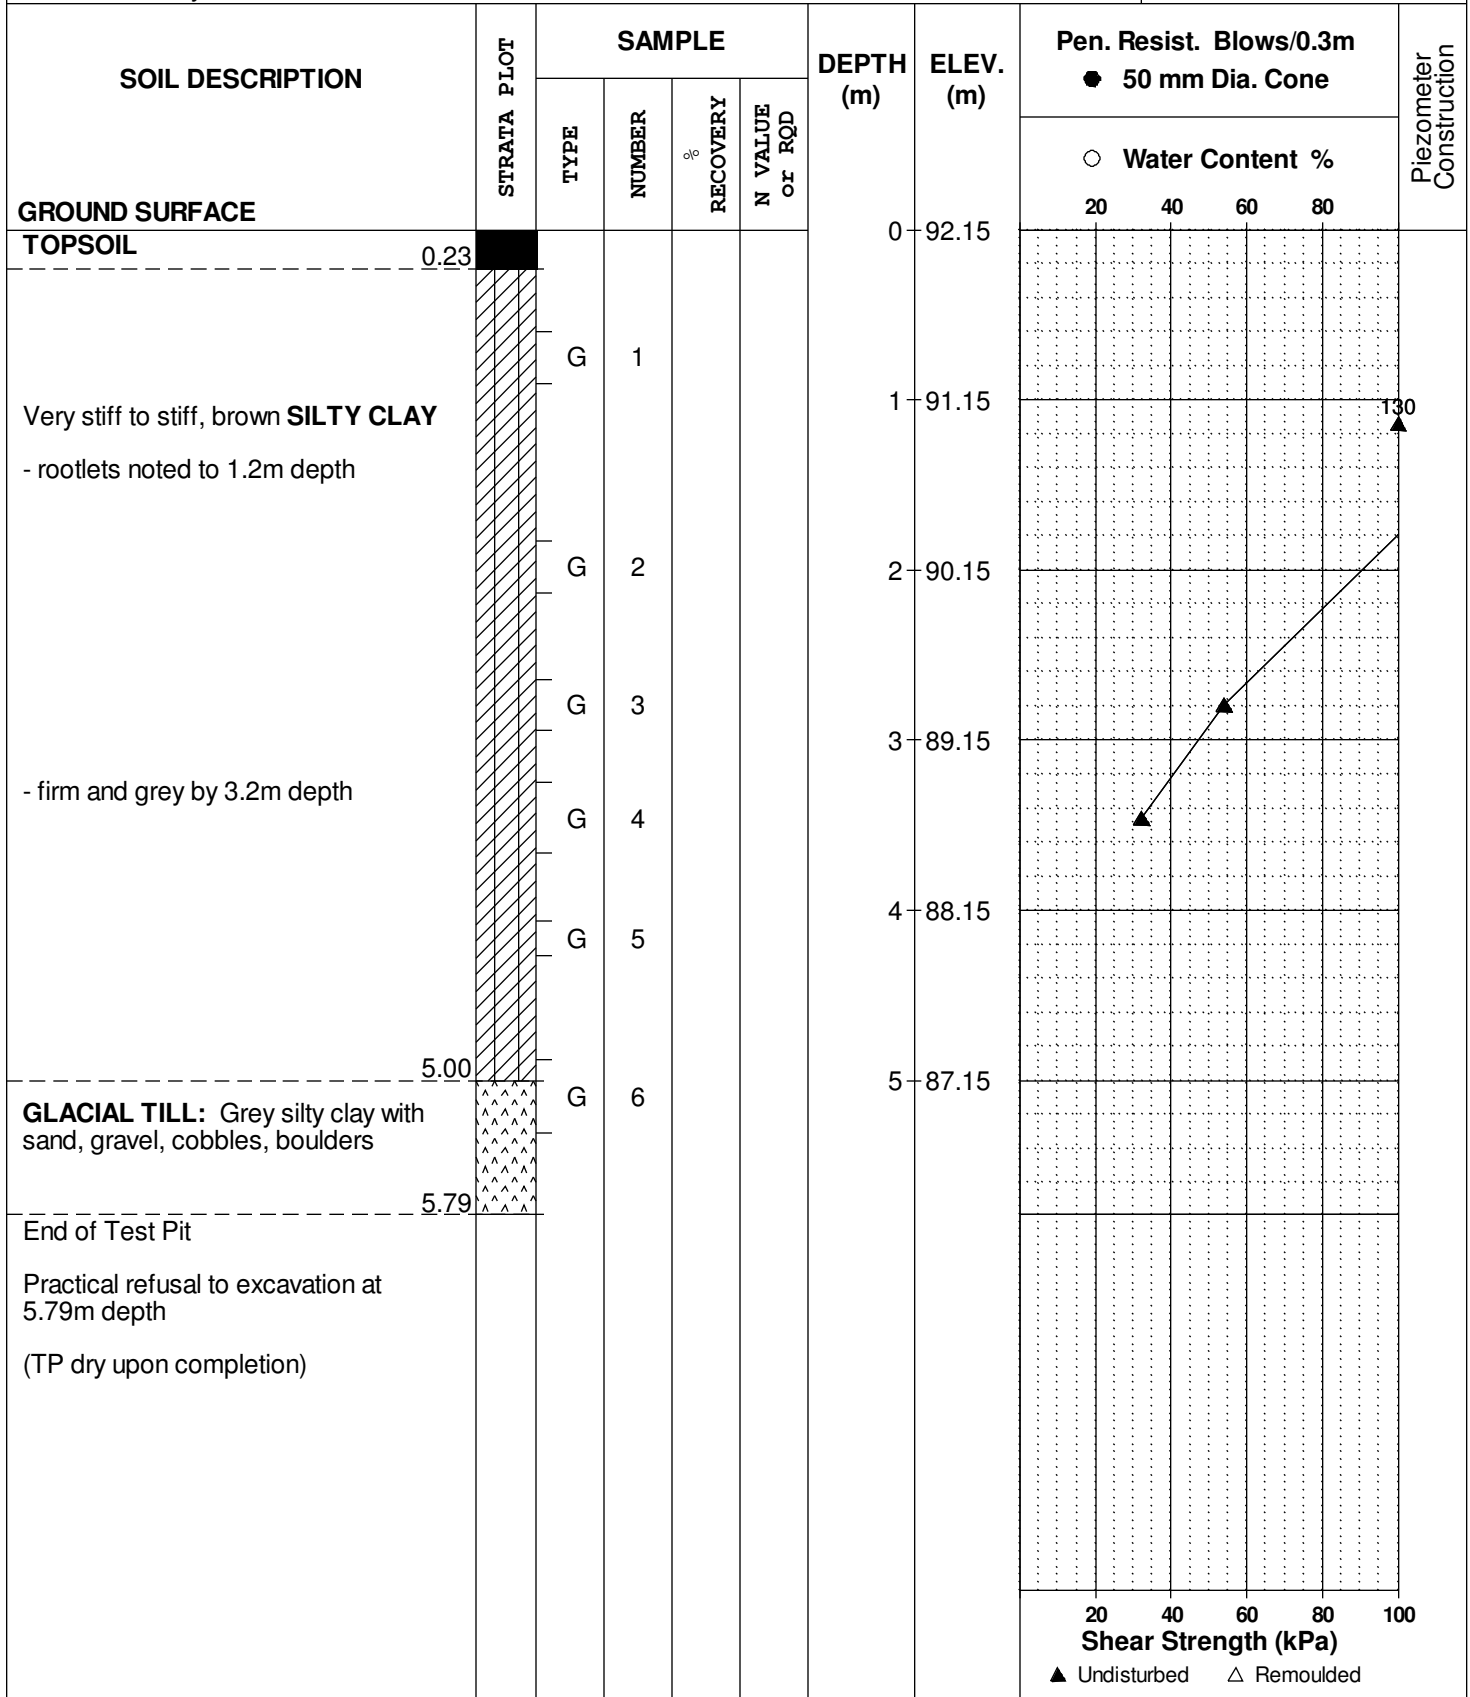 SOIL DESCRIPTION
GROUND SURFACE
STRATA PLOT
SAMPLE
TYPE
NUMBER
%
RECOVERY
N VALUE
or RQD
DEPTH
(m)
ELEV.
(m)
Pen. Resist. Blows/0.3m
● 50 mm Dia. Cone
○ Water Content %
20 40 60 80
Piezometer
Construction
0 92.15
TOPSOIL
0.23
G 1
1 91.15
130
Very stiff to stiff, brown SILTY CLAY
- rootlets noted to 1.2m depth
G 2
2 90.15
G 3
3 89.15
- firm and grey by 3.2m depth
G 4
4 88.15
G 5
5.00
5 87.15
G 6
GLACIAL TILL: Grey silty clay with
sand, gravel, cobbles, boulders
5.79
End of Test Pit
Practical refusal to excavation at
5.79m depth
(TP dry upon completion)
20 40 60 80 100
Shear Strength (kPa)
▲ Undisturbed △ Remoulded